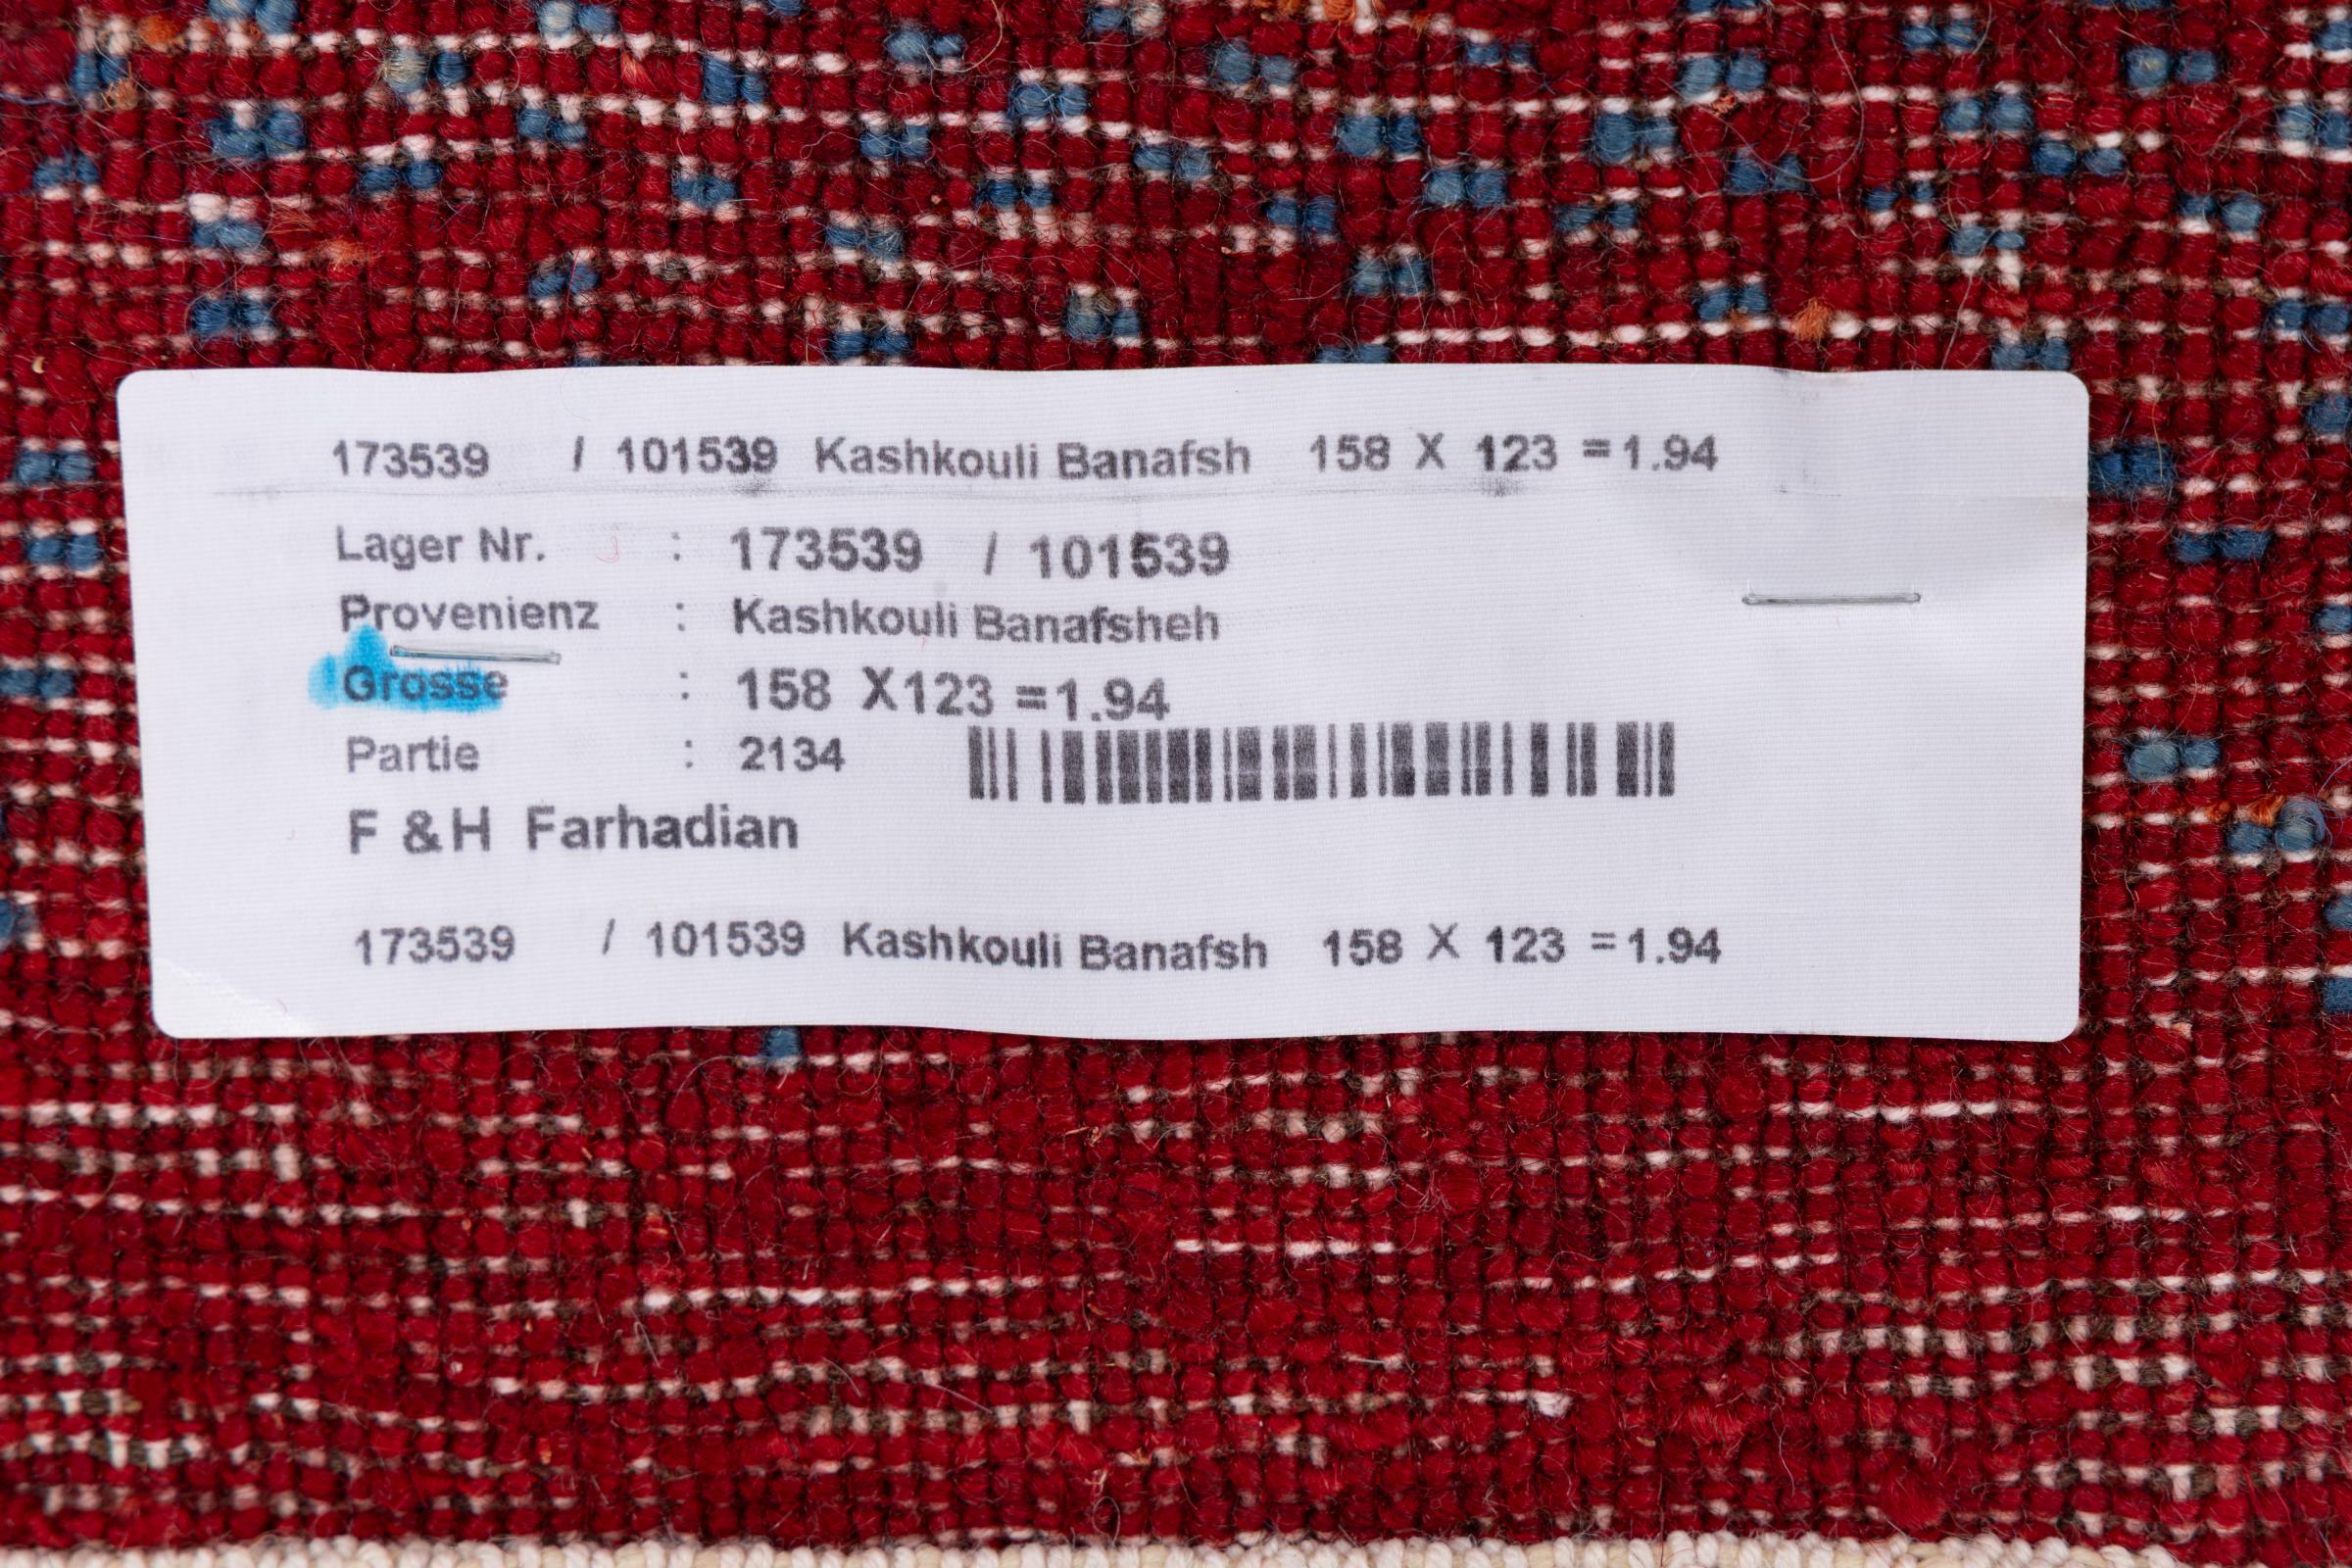 173539 / 101539 Kashkouli Banafsh 158 X 123 =1.94
Lager Nr. : 173539 / 101539
Provenienz : Kashkouli Banafsheh
Grosse : 158 X123 =1.94
Partie : 2134
F &H Farhadian
173539 / 101539 Kashkouli Banafsh 158 X 123 =1.94